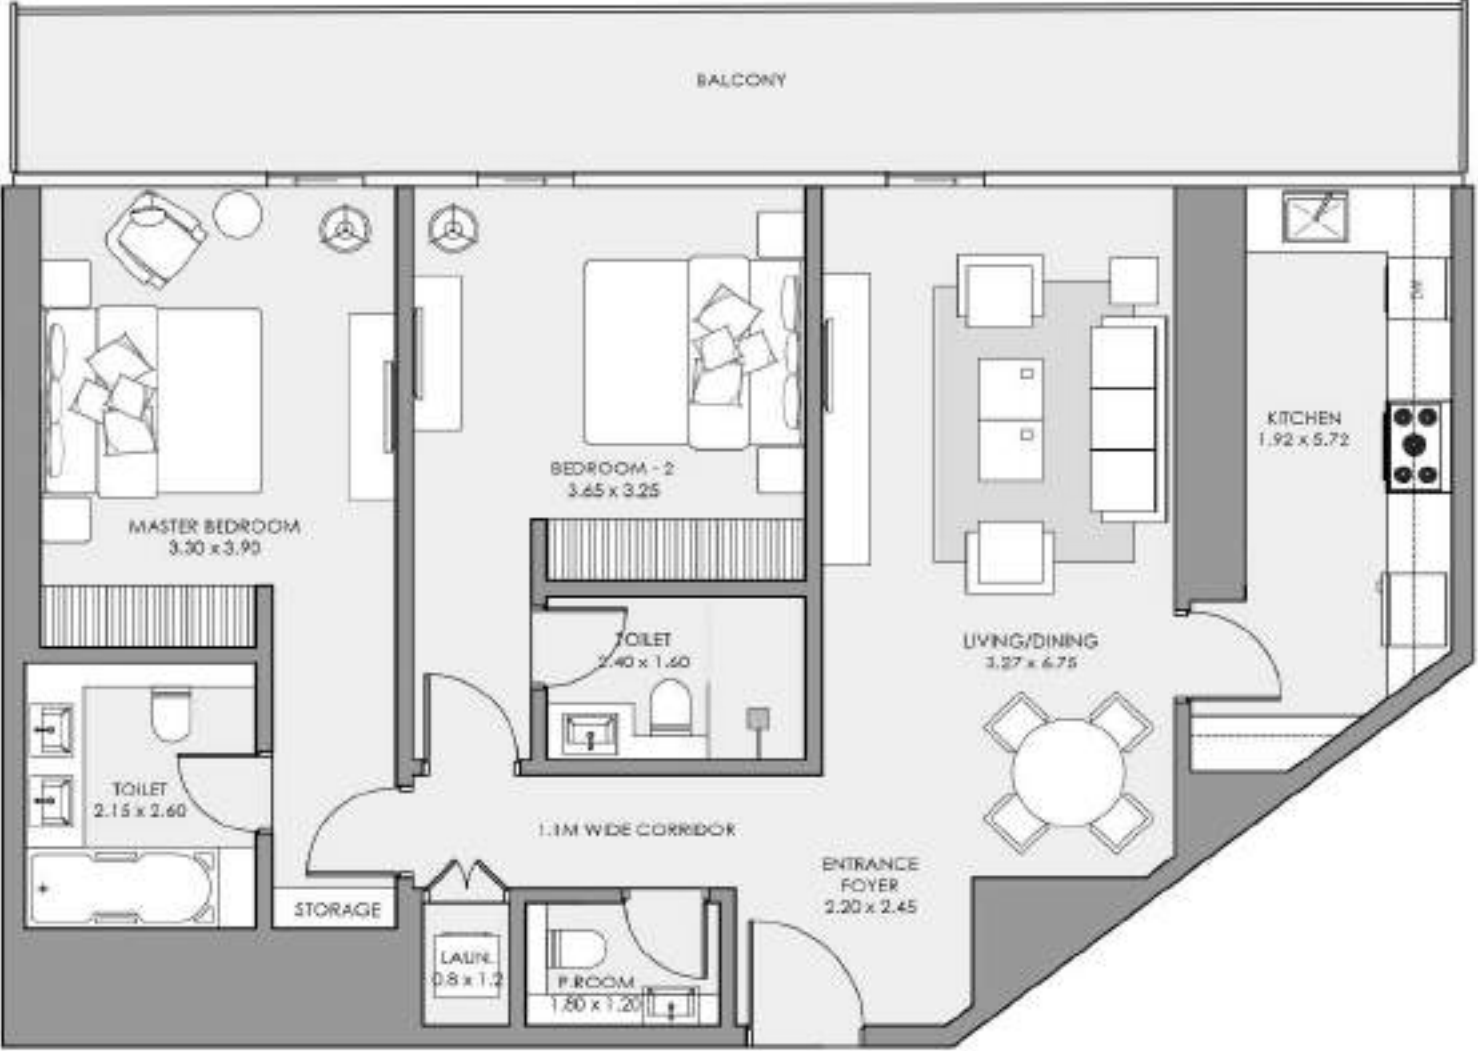 BALCONY
KITCHEN
1.92 x 5.72
DW
BEDROOM - 2
3.65 x 3.25
MASTER BEDROOM
3.30 x 3.90
TOILET
2.40 x 1.60
LIVING/DINING
3.27 x 6.75
TOILET
2.15 x 2.60
1.1M WIDE CORRIDOR
ENTRANCE
FOYER
2.20 x 2.45
STORAGE
LAUN.
0.8 x 1.2
P.ROOM
1.80 x 1.20